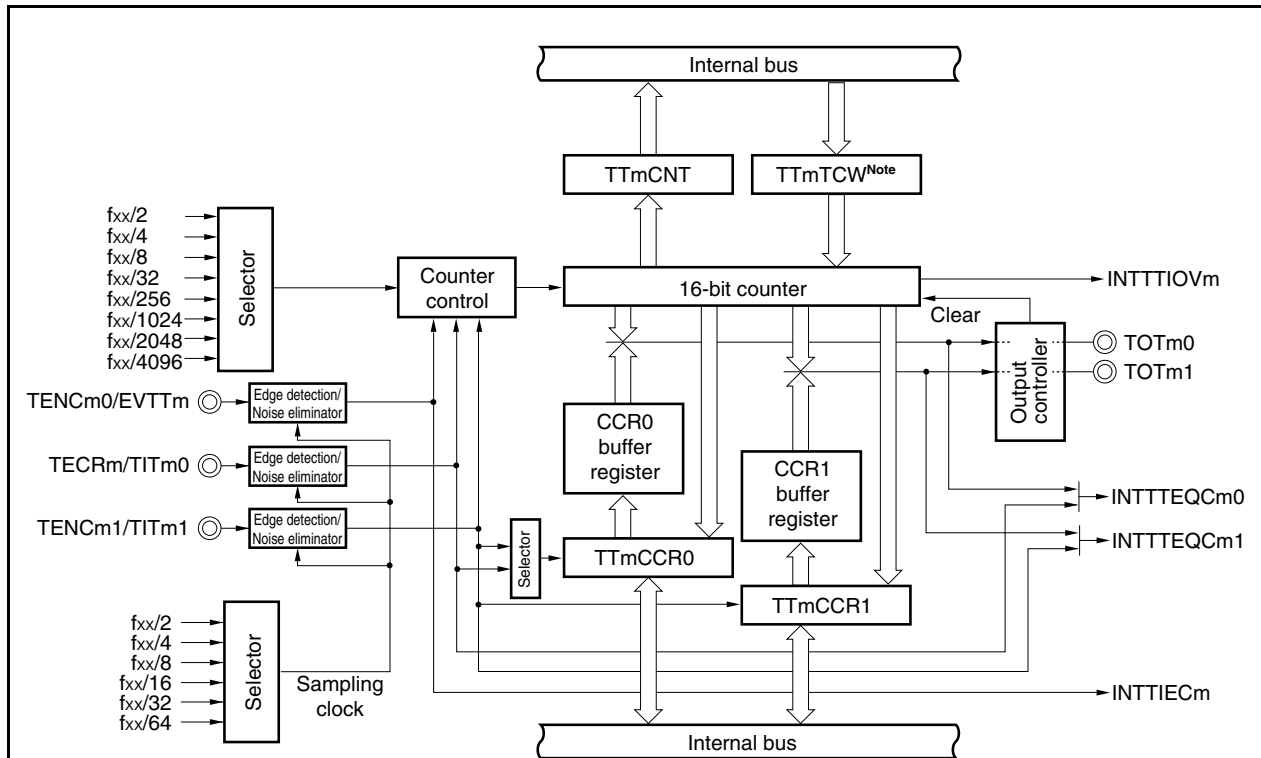 Internal bus
TTmCNT
TTmTCWNote
fxx/2
fxx/4
fxx/8
fxx/32
fxx/256
fxx/1024
fxx/2048
fxx/4096
Selector
Counter
control
16-bit counter
INTTTIOVm
Clear
TOTm0
TOTm1
Output
controller
TENCm0/EVTTm
Edge detection/
Noise eliminator
TECRm/TITm0
Edge detection/
Noise eliminator
TENCm1/TITm1
Edge detection/
Noise eliminator
CCR0
buffer
register
CCR1
buffer
register
INTTTEQCm0
INTTTEQCm1
Selector
TTmCCR0
TTmCCR1
fxx/2
fxx/4
fxx/8
fxx/16
fxx/32
fxx/64
Selector
Sampling
clock
INTTIECm
Internal bus